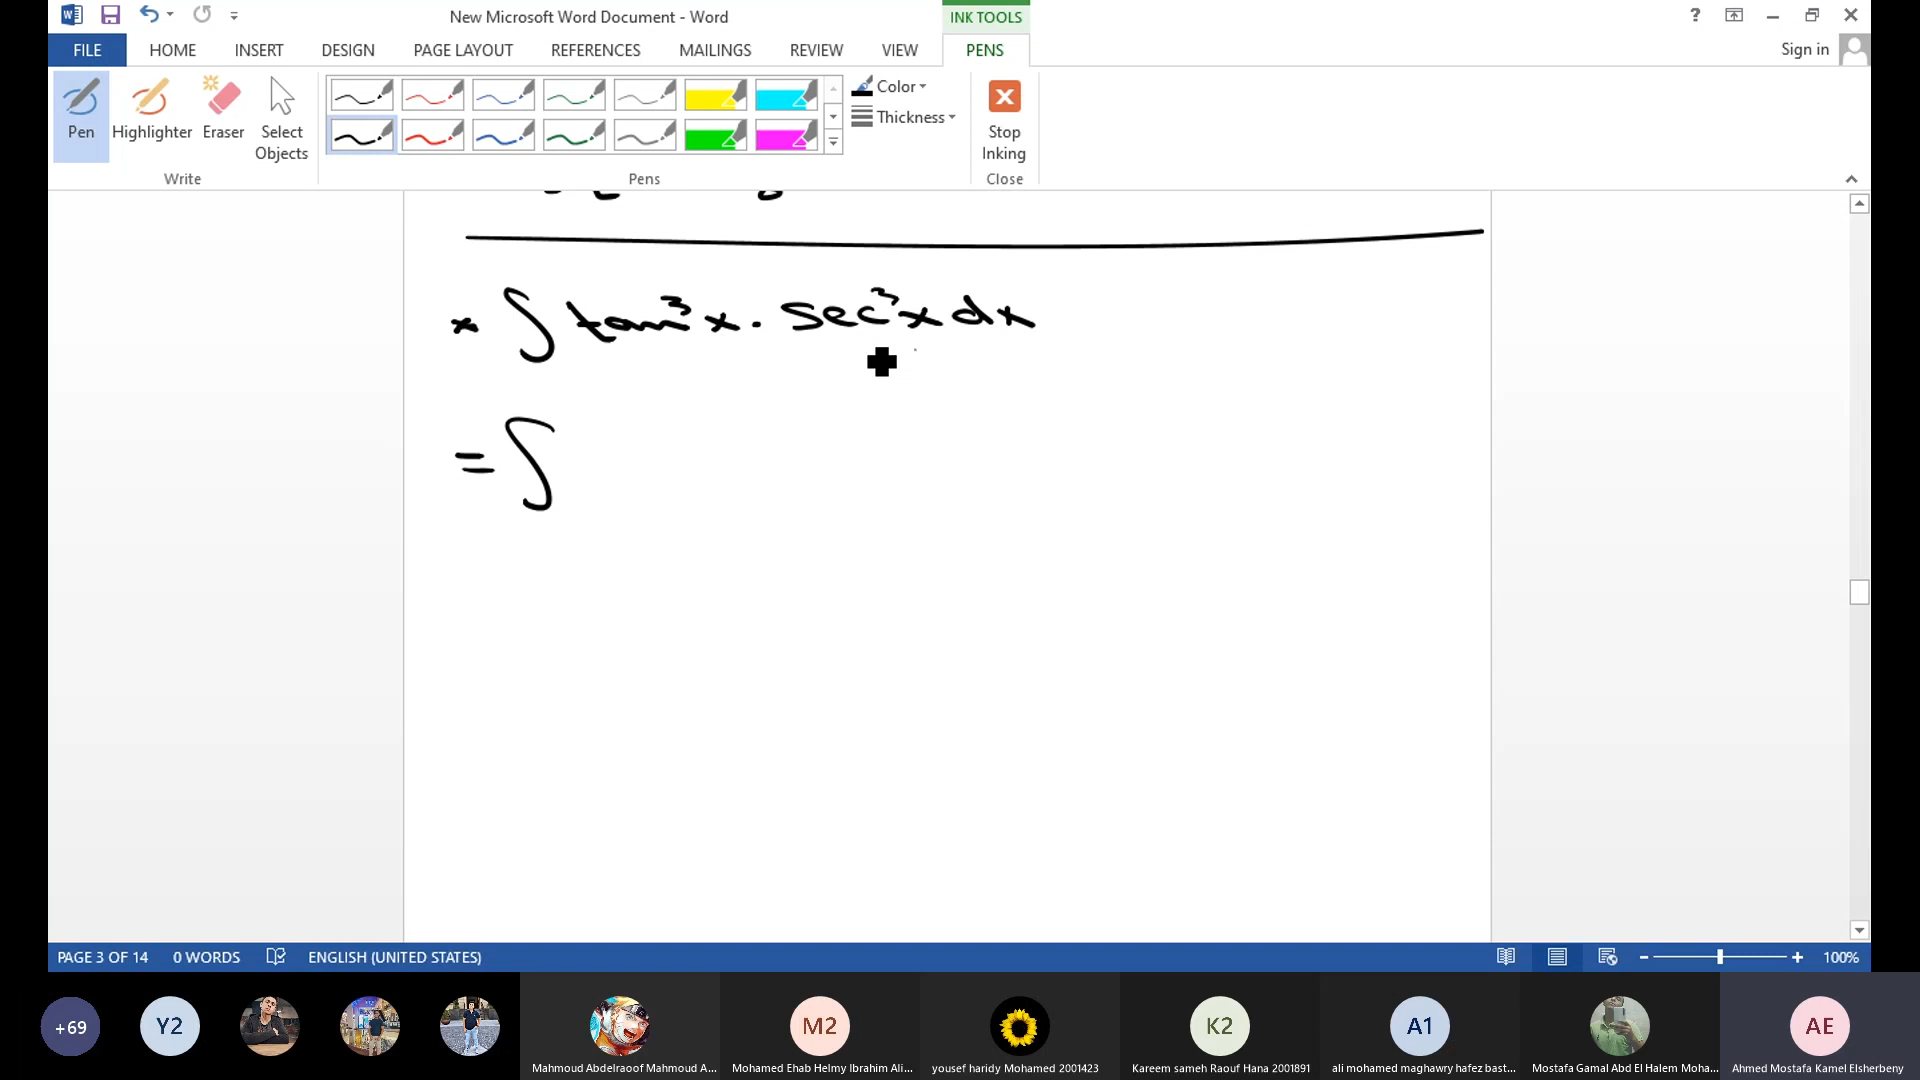 New Microsoft Word Document - Word
INK TOOLS
?
FILE HOME INSERT DESIGN PAGE LAYOUT REFERENCES MAILINGS REVIEW VIEW PENS
Sign in
Pen Highlighter Eraser Select Objects
Color
Thickness
Stop Inking
Write
Pens
Close
* ∫ tan³x · sec³x dx
= ∫
PAGE 3 OF 14 0 WORDS ENGLISH (UNITED STATES)
100%
+69 Y2 M2 K2 A1 AE
Mahmoud Abdelraoof Mahmoud A... Mohamed Ehab Helmy Ibrahim Ali... yousef haridy Mohamed 2001423 Kareem sameh Raouf Hana 2001891 ali mohamed maghawry hafez bast... Mostafa Gamal Abd El Halem Moha... Ahmed Mostafa Kamel Elsherbeny